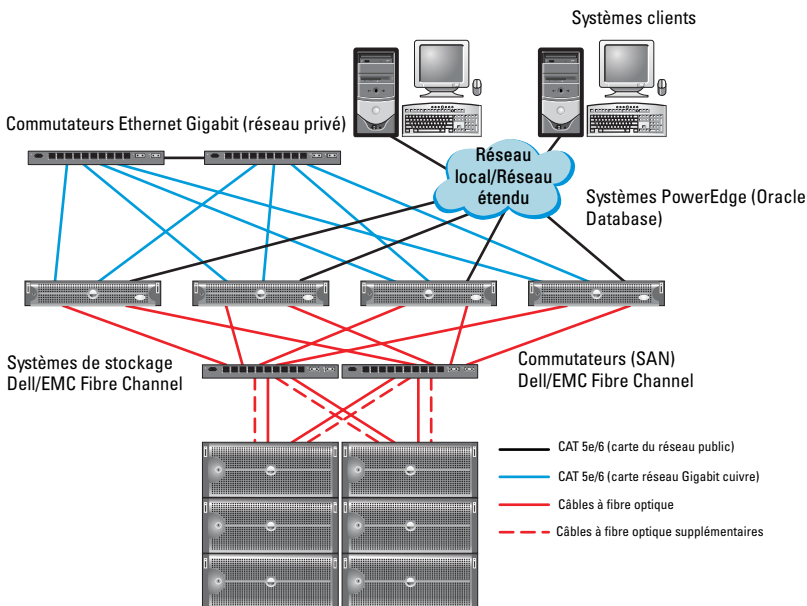 Systèmes clients
Commutateurs Ethernet Gigabit (réseau privé)
Réseau
local/Réseau
étendu
Systèmes PowerEdge (Oracle
Database)
Systèmes de stockage
Dell/EMC Fibre Channel
Commutateurs (SAN)
Dell/EMC Fibre Channel
CAT 5e/6 (carte du réseau public)
CAT 5e/6 (carte réseau Gigabit cuivre)
Câbles à fibre optique
Câbles à fibre optique supplémentaires